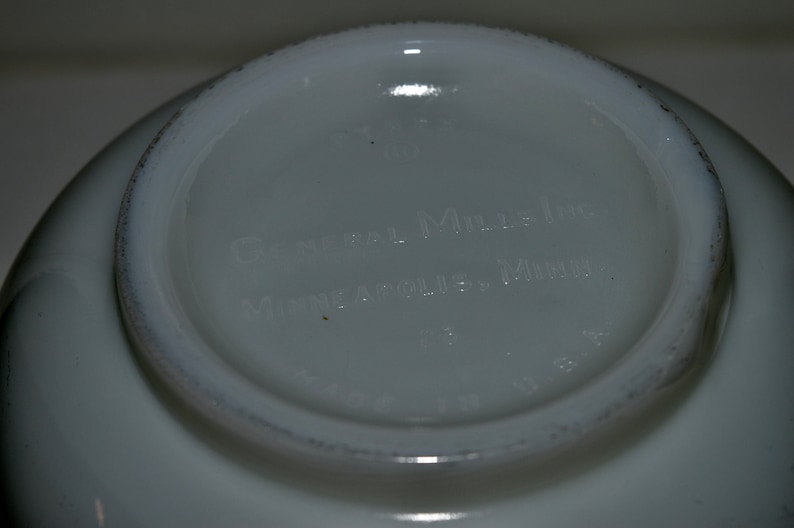 (C)
GENERAL MILLS INC.
MINNEAPOLIS, MINN.
MADE IN U S A